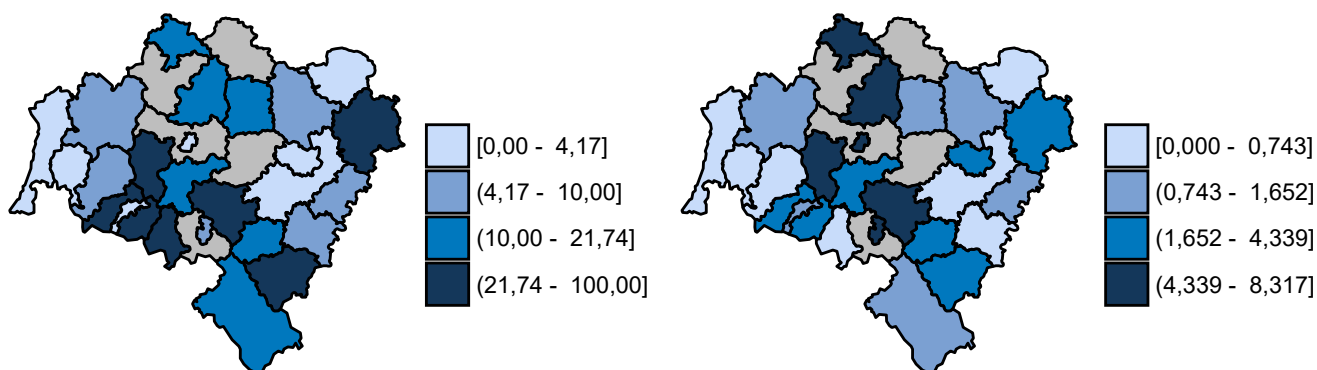 [0,00 - 4,17]
(4,17 - 10,00]
(10,00 - 21,74]
(21,74 - 100,00]
[0,000 - 0,743]
(0,743 - 1,652]
(1,652 - 4,339]
(4,339 - 8,317]